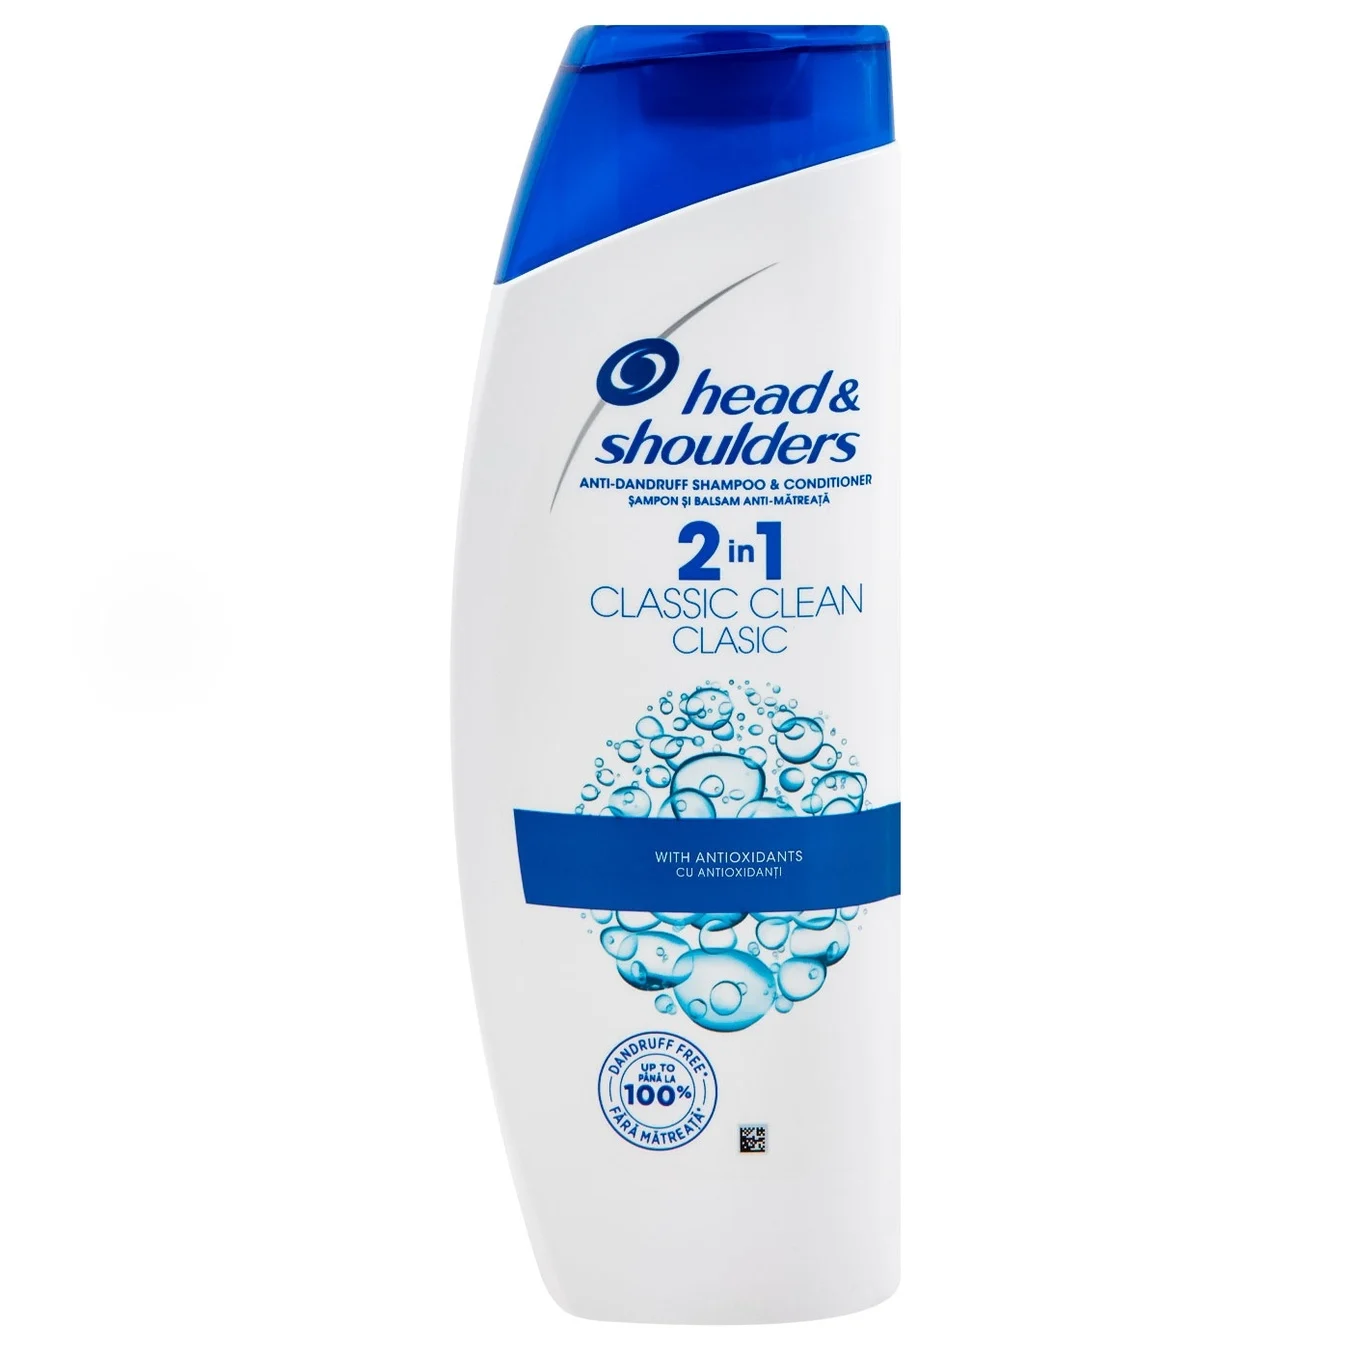 head &
shoulders
ANTI-DANDRUFF SHAMPOO & CONDITIONER
ŞAMPON ŞI BALSAM ANTI-MĂTREAŢĂ
2 in 1
CLASSIC CLEAN
CLASIC
WITH ANTIOXIDANTS
CU ANTIOXIDANŢI
DANDRUFF FREE*
UP TO
PÂNĂ LA
100%
FĂRĂ MĂTREAŢĂ*